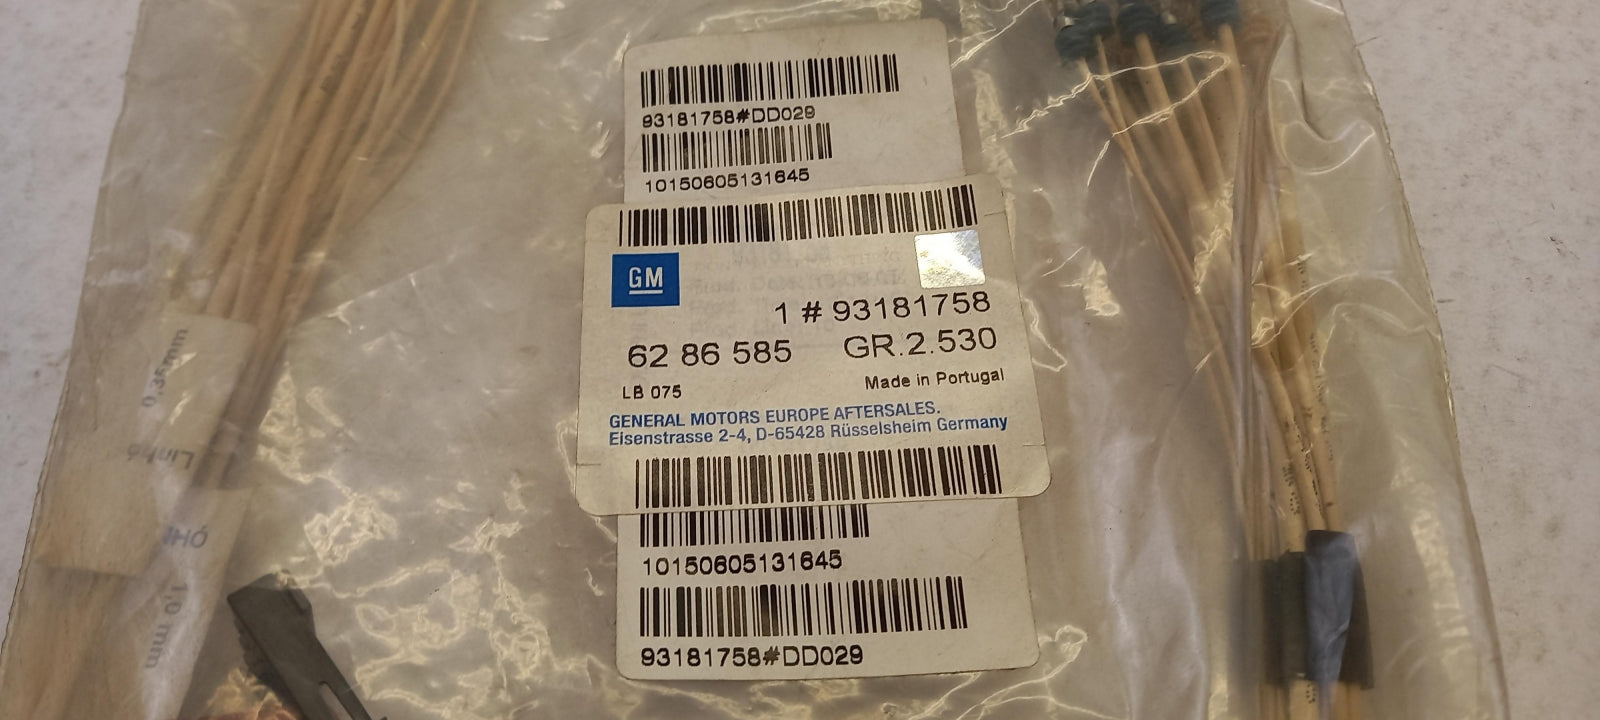 93181758#DD029
10150605131645
GM
1 # 93181758
62 86 585 GR.2.530
LB 075 Made in Portugal
GENERAL MOTORS EUROPE AFTERSALES.
Eisenstrasse 2-4, D-65428 Rüsselsheim Germany
10150605131645
93181758#DD029
0,35mm
1,0 mm